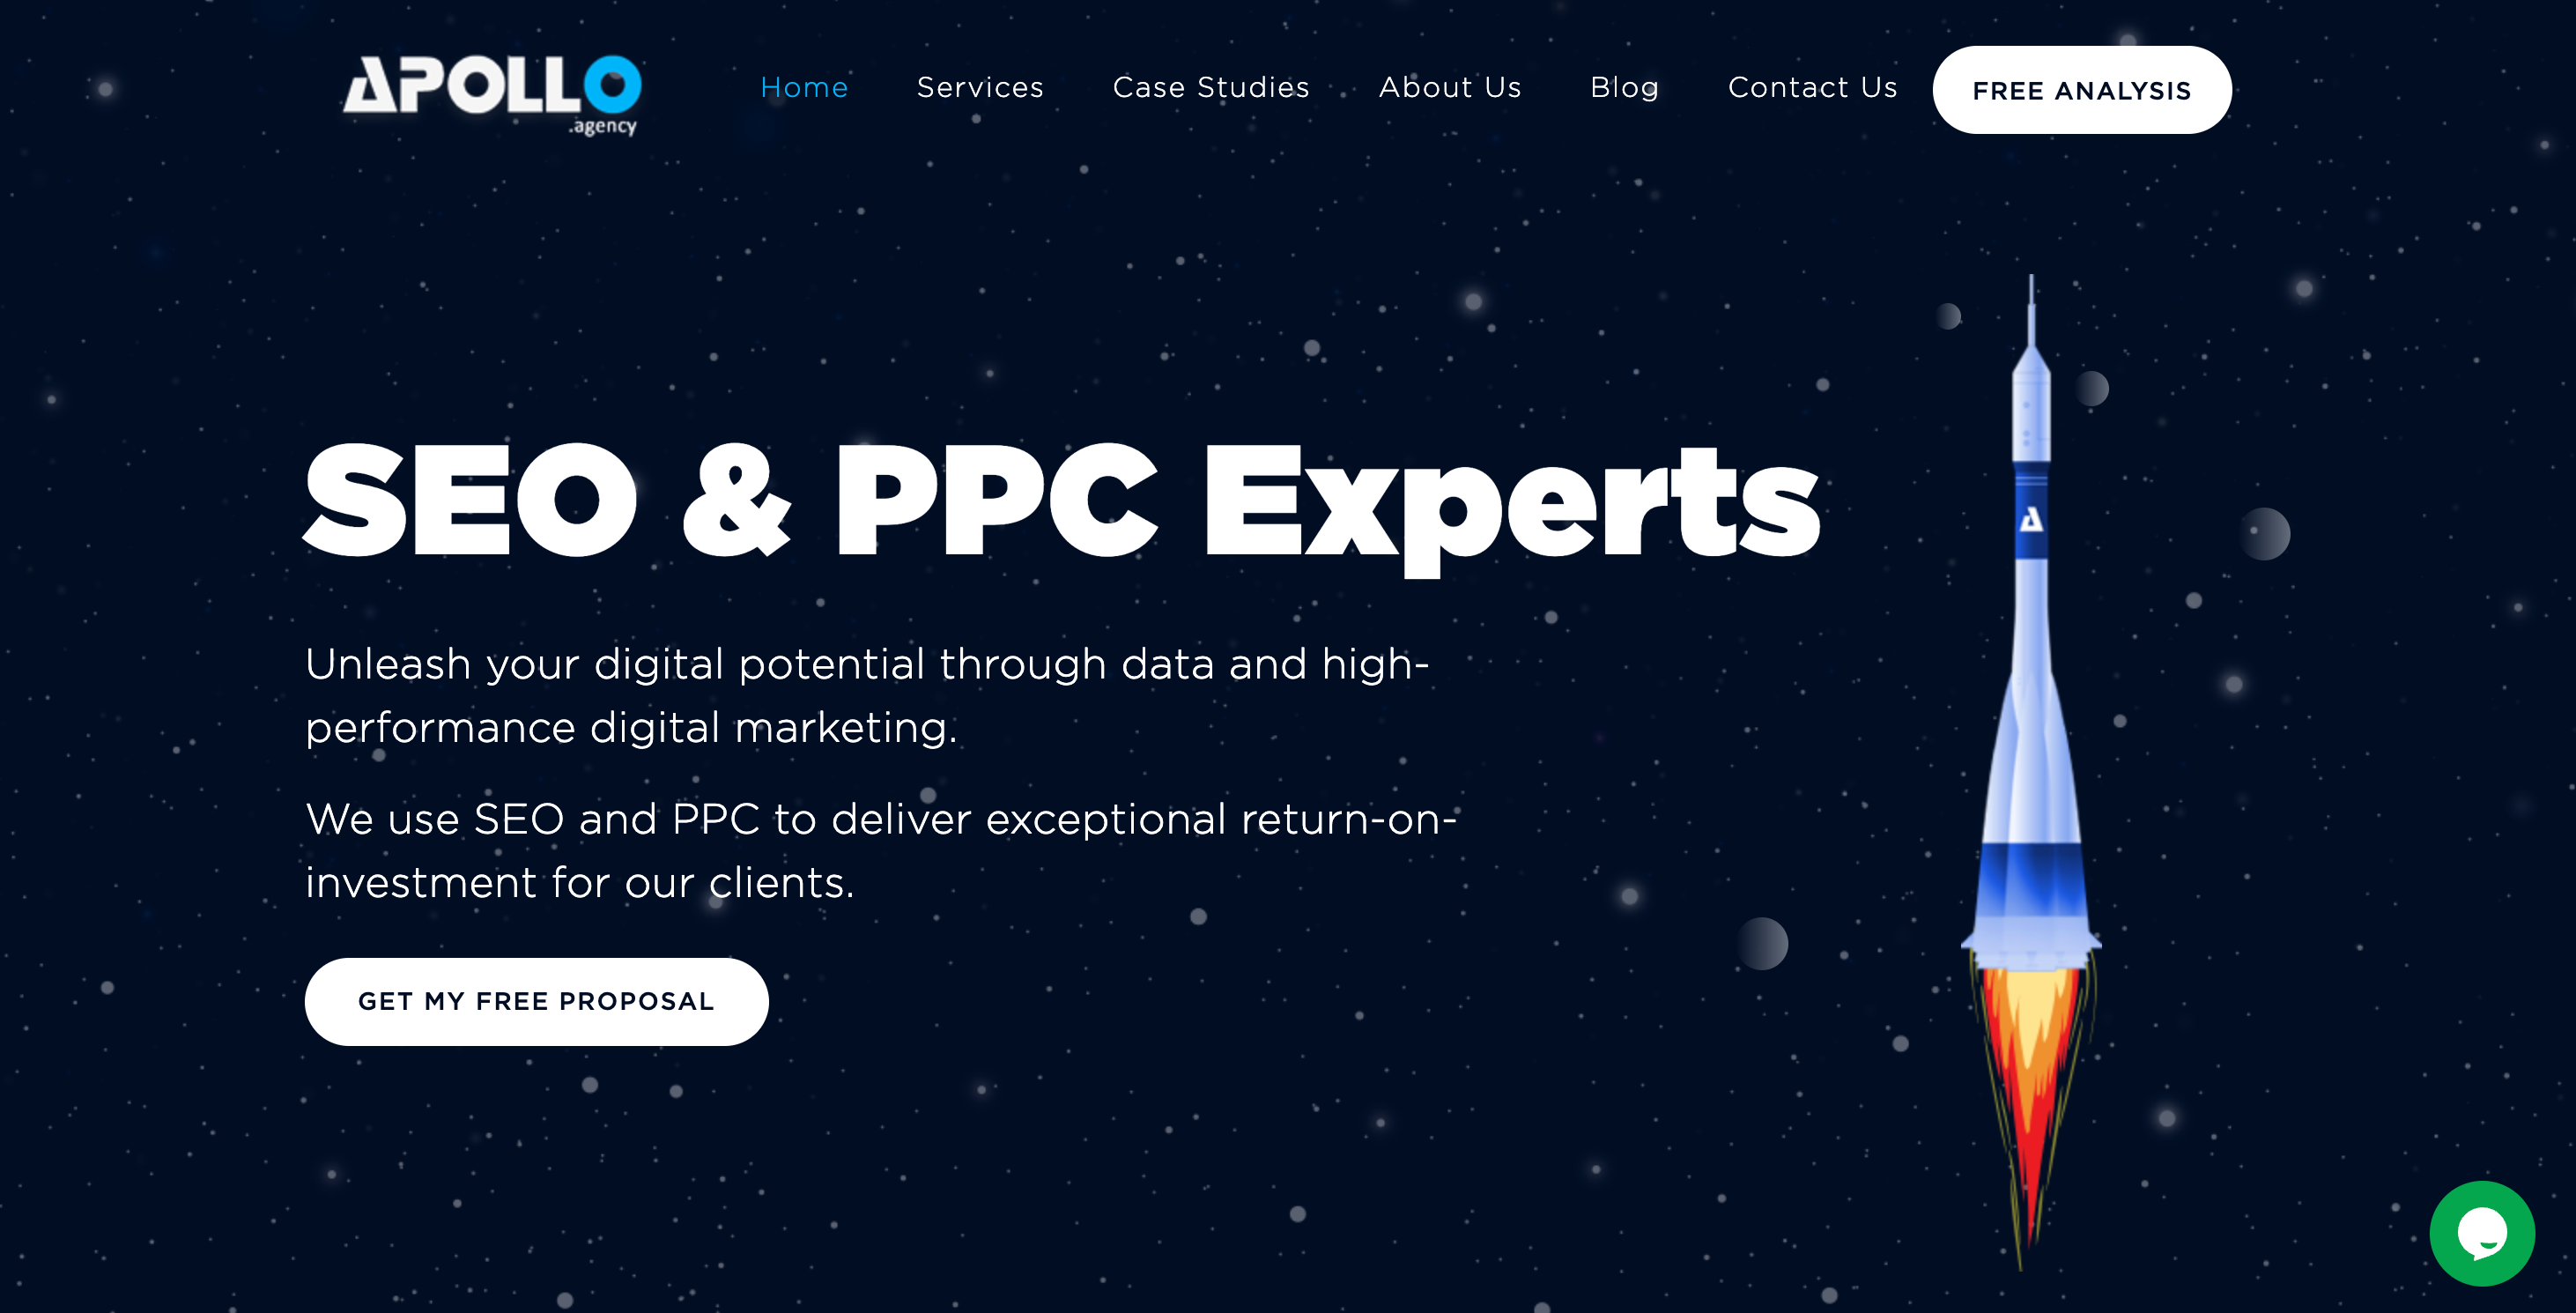 APOLLO
.agency
Home Services Case Studies About Us Blog Contact Us FREE ANALYSIS
SEO & PPC Experts
Unleash your digital potential through data and high-
performance digital marketing.
We use SEO and PPC to deliver exceptional return-on-
investment for our clients.
GET MY FREE PROPOSAL